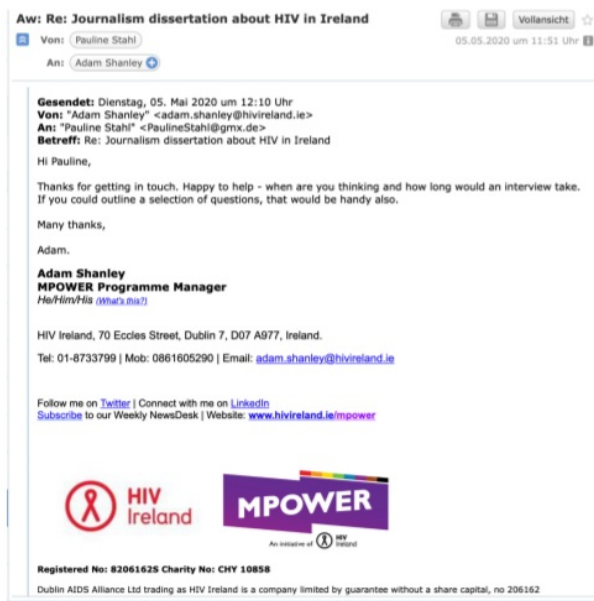 Aw: Re: Journalism dissertation about HIV in Ireland
Vollansicht
Von: Pauline Stahl
05.05.2020 um 11:51 Uhr
An: Adam Shanley
Gesendet: Dienstag, 05. Mai 2020 um 12:10 Uhr
Von: "Adam Shanley" <adam.shanley@hivireland.ie>
An: "Pauline Stahl" <PaulineStahl@gmx.de>
Betreff: Re: Journalism dissertation about HIV in Ireland
Hi Pauline,
Thanks for getting in touch. Happy to help - when are you thinking and how long would an interview take.
If you could outline a selection of questions, that would be handy also.
Many thanks,
Adam.
Adam Shanley
MPOWER Programme Manager
He/Him/His (What's this?)
HIV Ireland, 70 Eccles Street, Dublin 7, D07 A977, Ireland.
Tel: 01-8733799 | Mob: 0861605290 | Email: adam.shanley@hivireland.ie
Follow me on Twitter | Connect with me on LinkedIn
Subscribe to our Weekly NewsDesk | Website: www.hivireland.ie/mpower
HIV
Ireland
MPOWER
An initiative of HIV Ireland
Registered No: 8206162S Charity No: CHY 10858
Dublin AIDS Alliance Ltd trading as HIV Ireland is a company limited by guarantee without a share capital, no 206162